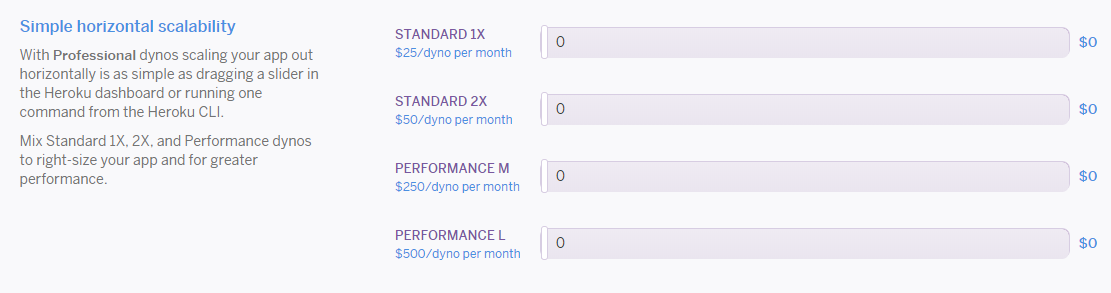 Simple horizontal scalability
With Professional dynos scaling your app out
horizontally is as simple as dragging a slider in
the Heroku dashboard or running one
command from the Heroku CLI.
Mix Standard 1X, 2X, and Performance dynos
to right-size your app and for greater
performance.
STANDARD 1X
$25/dyno per month
0
$0
STANDARD 2X
$50/dyno per month
0
$0
PERFORMANCE M
$250/dyno per month
0
$0
PERFORMANCE L
$500/dyno per month
0
$0